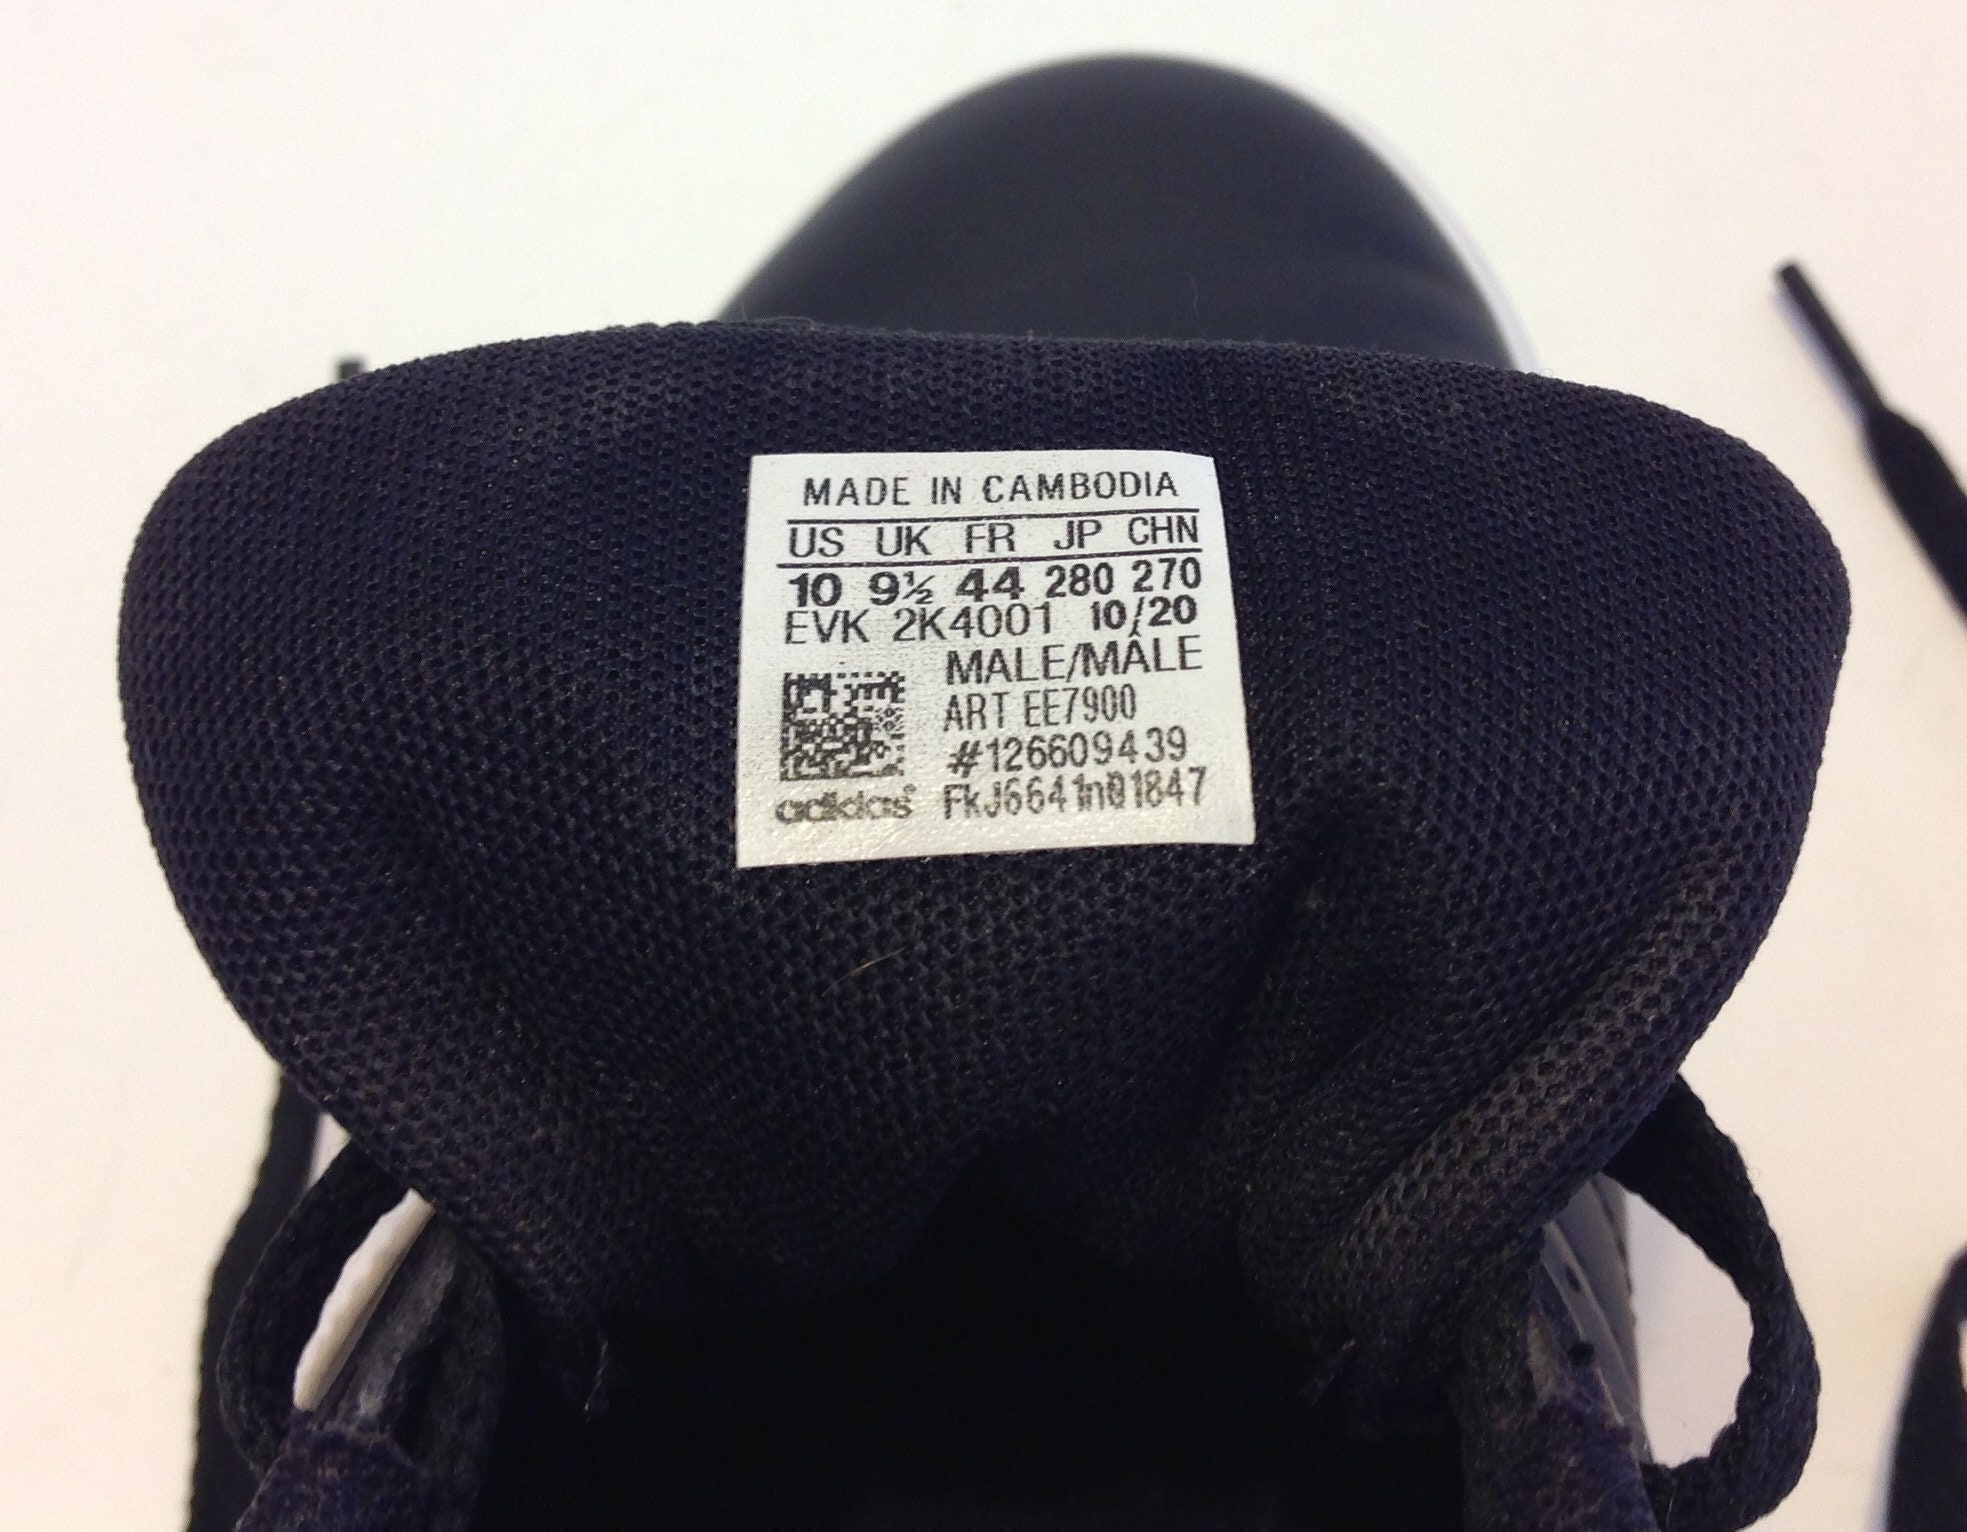 MADE IN CAMBODIA
US UK FR JP CHN
10 9½ 44 280 270
EVK 2K4001 10/20
MALE/MÂLE
ART EE7900
#126609439
adidas FkJ6641n01847